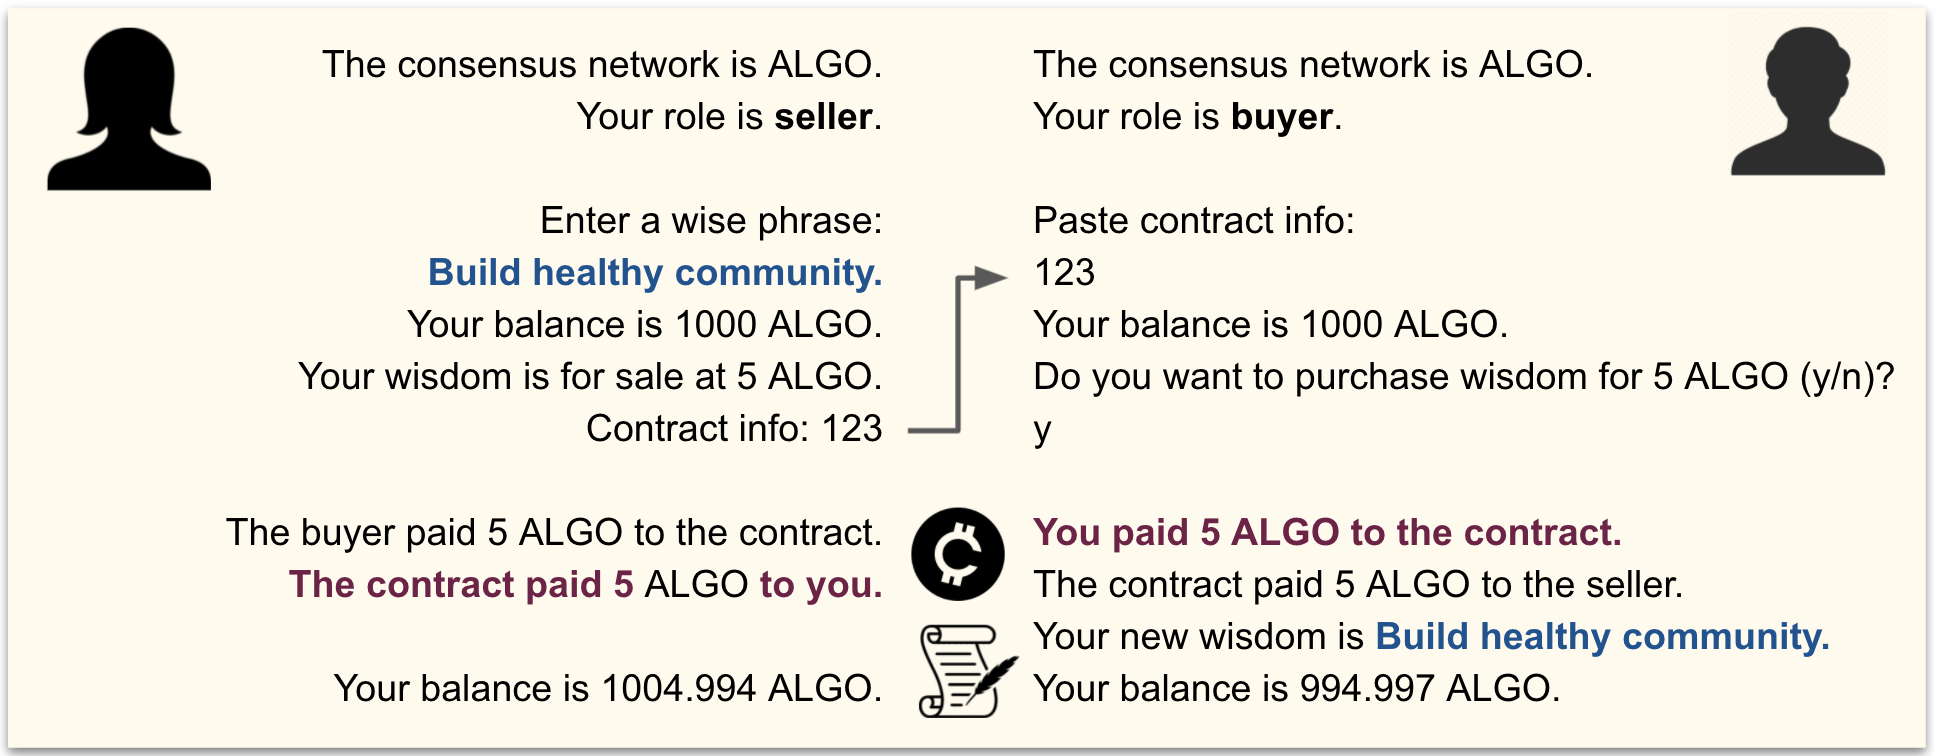 The consensus network is ALGO.
Your role is seller.
Enter a wise phrase:
Build healthy community.
Your balance is 1000 ALGO.
Your wisdom is for sale at 5 ALGO.
Contract info: 123
The buyer paid 5 ALGO to the contract.
The contract paid 5 ALGO to you.
Your balance is 1004.994 ALGO.
The consensus network is ALGO.
Your role is buyer.
Paste contract info:
123
Your balance is 1000 ALGO.
Do you want to purchase wisdom for 5 ALGO (y/n)?
y
You paid 5 ALGO to the contract.
The contract paid 5 ALGO to the seller.
Your new wisdom is Build healthy community.
Your balance is 994.997 ALGO.